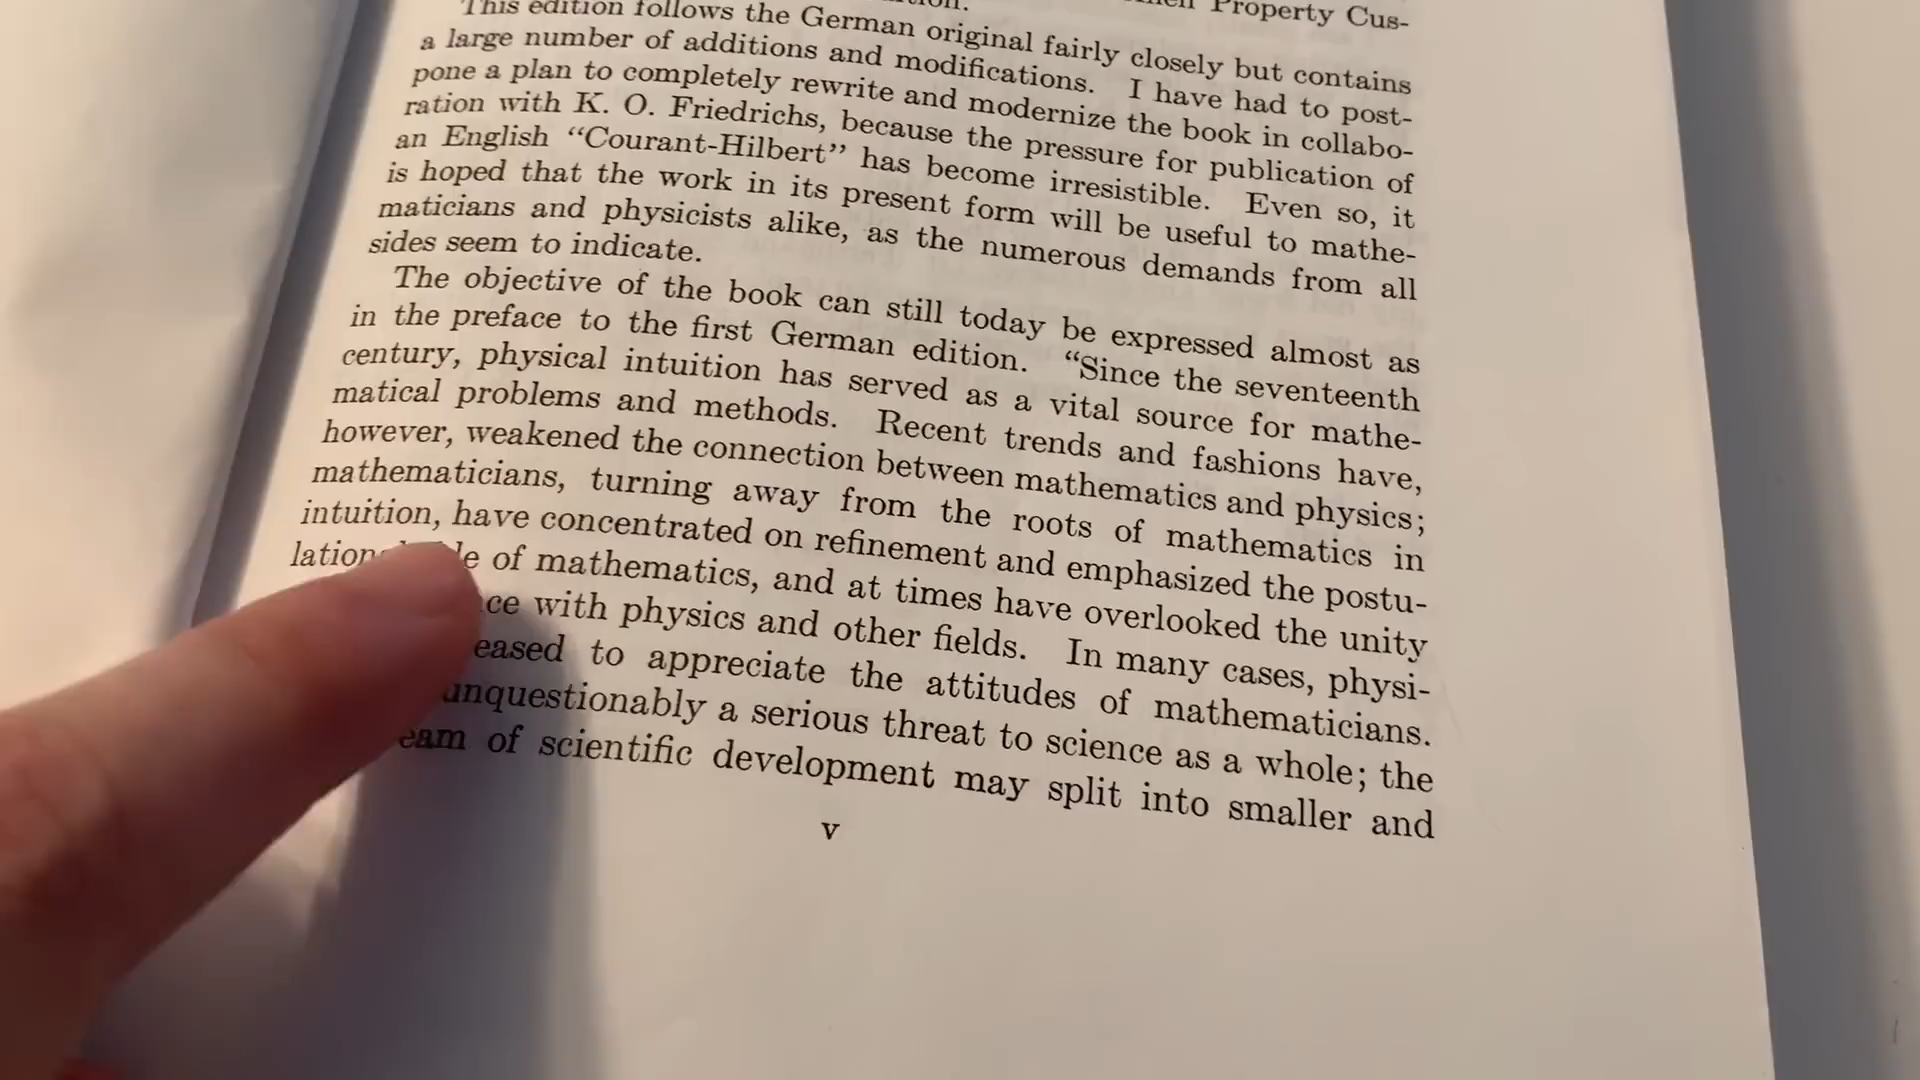 Property Cus-
This edition follows the German original fairly closely but contains
a large number of additions and modifications. I have had to post-
pone a plan to completely rewrite and modernize the book in collabo-
ration with K. O. Friedrichs, because the pressure for publication of
an English “Courant-Hilbert” has become irresistible. Even so, it
is hoped that the work in its present form will be useful to mathe-
maticians and physicists alike, as the numerous demands from all
sides seem to indicate.
The objective of the book can still today be expressed almost as
in the preface to the first German edition. “Since the seventeenth
century, physical intuition has served as a vital source for mathe-
matical problems and methods. Recent trends and fashions have,
however, weakened the connection between mathematics and physics;
mathematicians, turning away from the roots of mathematics in
intuition, have concentrated on refinement and emphasized the postu-
of mathematics, and at times have overlooked the unity
with physics and other fields. In many cases, physi-
to appreciate the attitudes of mathematicians.
unquestionably a serious threat to science as a whole; the
of scientific development may split into smaller and
v